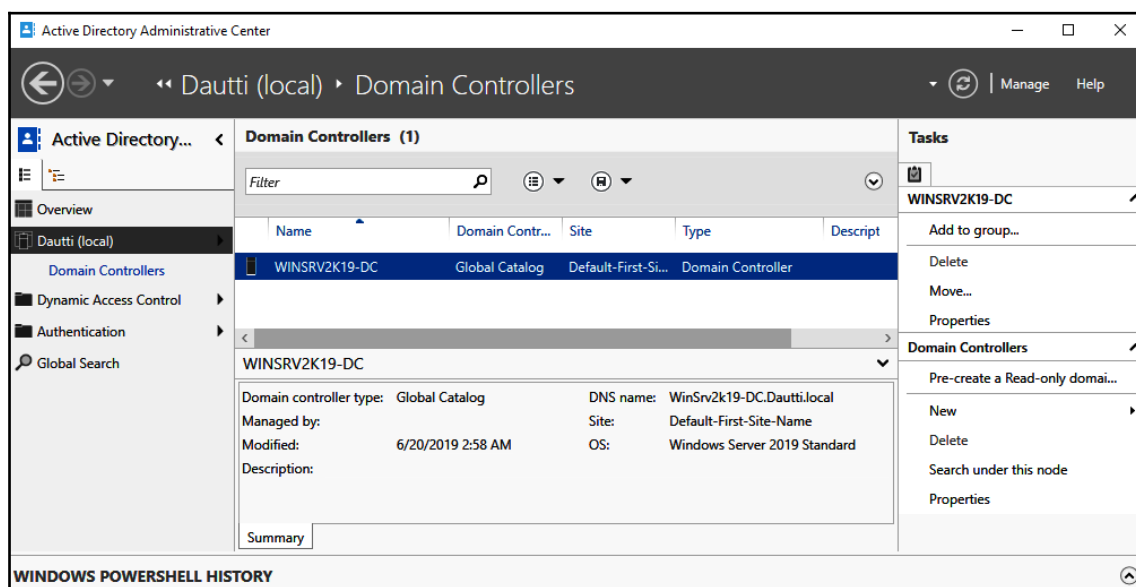 Active Directory Administrative Center
Dautti (local) Domain Controllers
Manage Help
Active Directory...
Overview
Dautti (local)
Domain Controllers
Dynamic Access Control
Authentication
Global Search
Domain Controllers (1)
Filter
Name Domain Contr... Site Type Descript
WINSRV2K19-DC Global Catalog Default-First-Si... Domain Controller
WINSRV2K19-DC
Domain controller type: Global Catalog DNS name: WinSrv2k19-DC.Dautti.local
Managed by: Site: Default-First-Site-Name
Modified: 6/20/2019 2:58 AM OS: Windows Server 2019 Standard
Description:
Summary
Tasks
WINSRV2K19-DC
Add to group...
Delete
Move...
Properties
Domain Controllers
Pre-create a Read-only domai...
New
Delete
Search under this node
Properties
WINDOWS POWERSHELL HISTORY